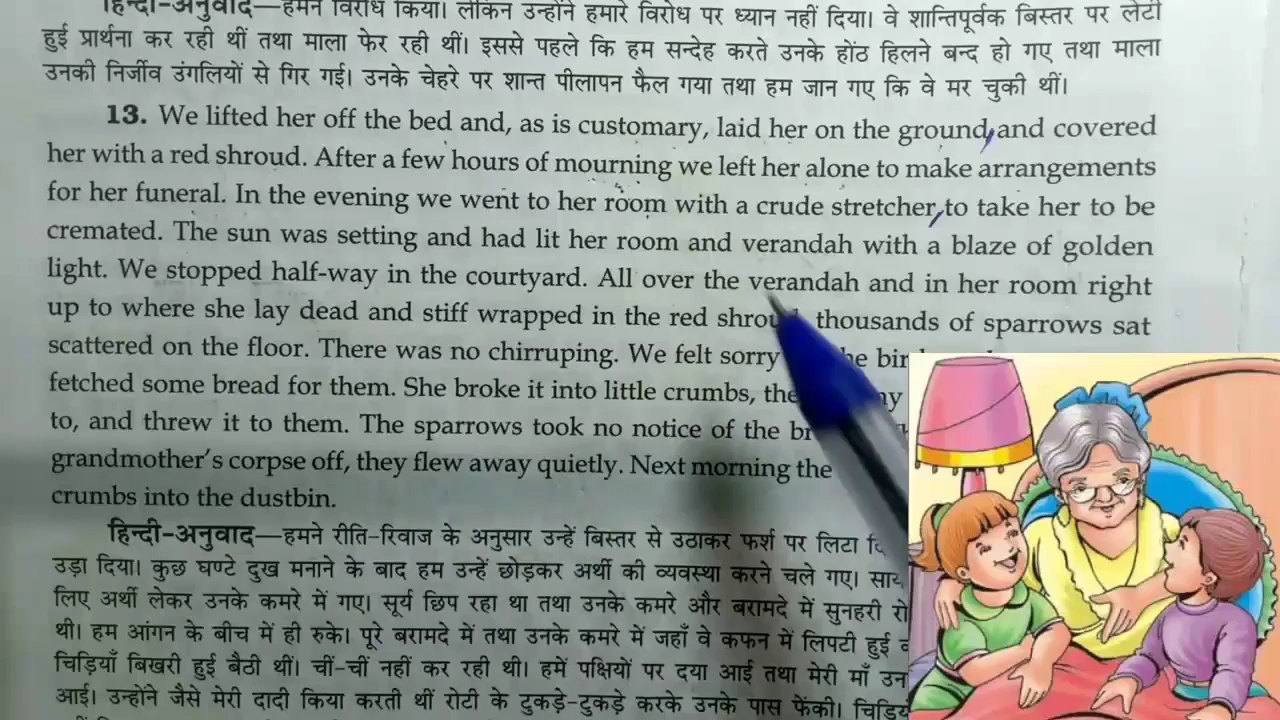 हिन्दी-अनुवाद—हमने विरोध किया। लेकिन उन्होंने हमारे विरोध पर ध्यान नहीं दिया। वे शान्तिपूर्वक बिस्तर पर लेटी
हुई प्रार्थना कर रही थीं तथा माला फेर रही थीं। इससे पहले कि हम सन्देह करते उनके होंठ हिलने बन्द हो गए तथा माला
उनकी निर्जीव उंगलियों से गिर गई। उनके चेहरे पर शान्त पीलापन फैल गया तथा हम जान गए कि वे मर चुकी थीं।
13. We lifted her off the bed and, as is customary, laid her on the ground and covered
her with a red shroud. After a few hours of mourning we left her alone to make arrangements
for her funeral. In the evening we went to her room with a crude stretcher to take her to be
cremated. The sun was setting and had lit her room and verandah with a blaze of golden
light. We stopped half-way in the courtyard. All over the verandah and in her room right
up to where she lay dead and stiff wrapped in the red thousands of sparrows sat
scattered on the floor. There was no chirruping. We felt sorry
fetched some bread for them. She broke it into little crumbs,
to, and threw it to them. The sparrows took no notice of the
grandmother's corpse off, they flew away quietly. Next morning the
crumbs into the dustbin.
हिन्दी-अनुवाद—हमने रीति-रिवाज के अनुसार उन्हें बिस्तर से उठाकर फर्श पर लिटा
उड़ा दिया। कुछ घण्टे दुख मनाने के बाद हम उन्हें छोड़कर अर्थी की व्यवस्था करने चले गए।
लिए अर्थी लेकर उनके कमरे में गए। सूर्य छिप रहा था तथा उनके कमरे और बरामदे में सुनहरी
थी। हम आंगन के बीच में ही रुके। पूरे बरामदे में तथा उनके कमरे में जहाँ वे कफन में लिपटी हुई
चिड़ियाँ बिखरी हुई बैठी थीं। चीं-चीं नहीं कर रही थी। हमें पक्षियों पर दया आई तथा मेरी माँ
आई। उन्होंने जैसे मेरी दादी किया करती थीं रोटी के टुकड़े-टुकड़े करके उनके पास फेंकी।